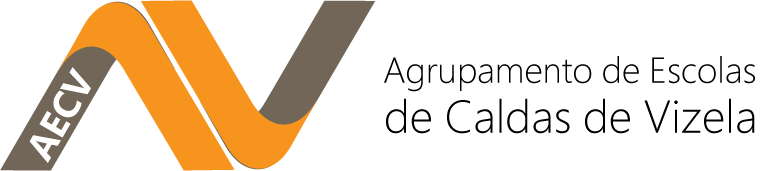 AECV
Agrupamento de Escolas
de Caldas de Vizela